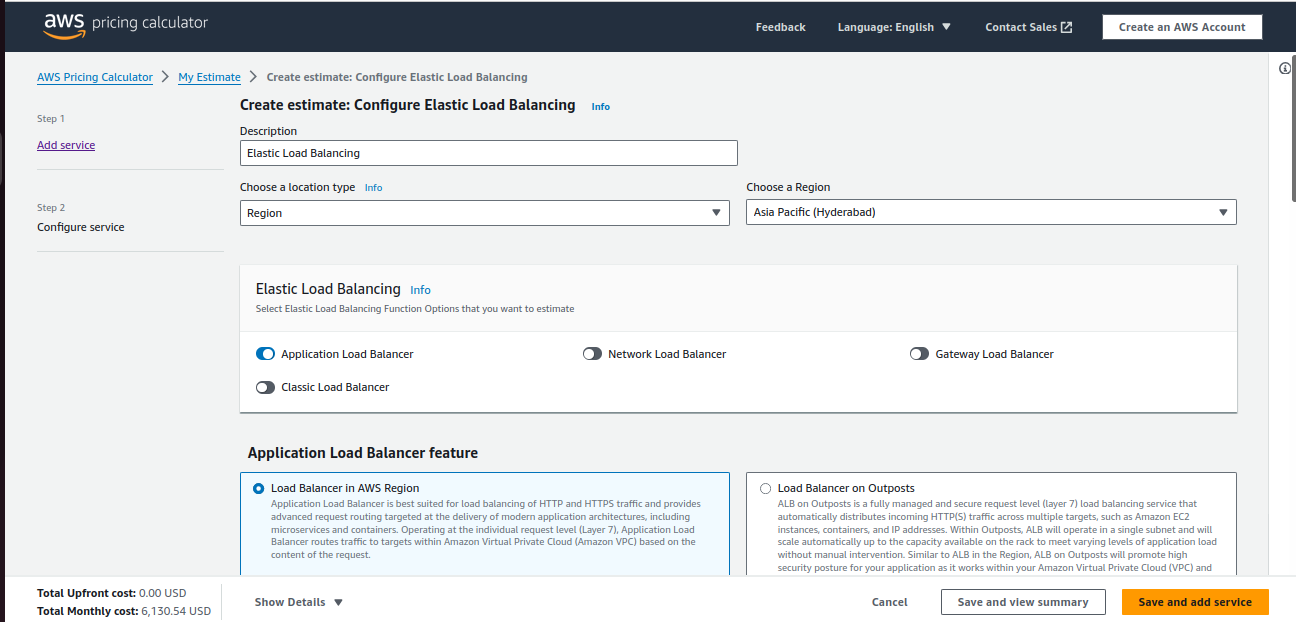 aws pricing calculator
Feedback
Language: English
Contact Sales
Create an AWS Account
AWS Pricing Calculator
My Estimate
Create estimate: Configure Elastic Load Balancing
Step 1
Add service
Step 2
Configure service
Create estimate: Configure Elastic Load Balancing Info
Description
Elastic Load Balancing
Choose a location type Info
Region
Choose a Region
Asia Pacific (Hyderabad)
Elastic Load Balancing Info
Select Elastic Load Balancing Function Options that you want to estimate
Application Load Balancer
Network Load Balancer
Gateway Load Balancer
Classic Load Balancer
Application Load Balancer feature
Load Balancer in AWS Region
Application Load Balancer is best suited for load balancing of HTTP and HTTPS traffic and provides
advanced request routing targeted at the delivery of modern application architectures, including
microservices and containers. Operating at the individual request level (Layer 7), Application Load
Balancer routes traffic to targets within Amazon Virtual Private Cloud (Amazon VPC) based on the
content of the request.
Load Balancer on Outposts
ALB on Outposts is a fully managed and secure request level (layer 7) load balancing service that
automatically distributes incoming HTTP(S) traffic across multiple targets, such as Amazon EC2
instances, containers, and IP addresses. Within Outposts, ALB will operate in a single subnet and will
scale automatically up to the capacity available on the rack to meet varying levels of application load
without manual intervention. Similar to ALB in the Region, ALB on Outposts will promote high
security posture for your application as it works within your Amazon Virtual Private Cloud (VPC) and
Total Upfront cost: 0.00 USD
Total Monthly cost: 6,130.54 USD
Show Details
Cancel
Save and view summary
Save and add service